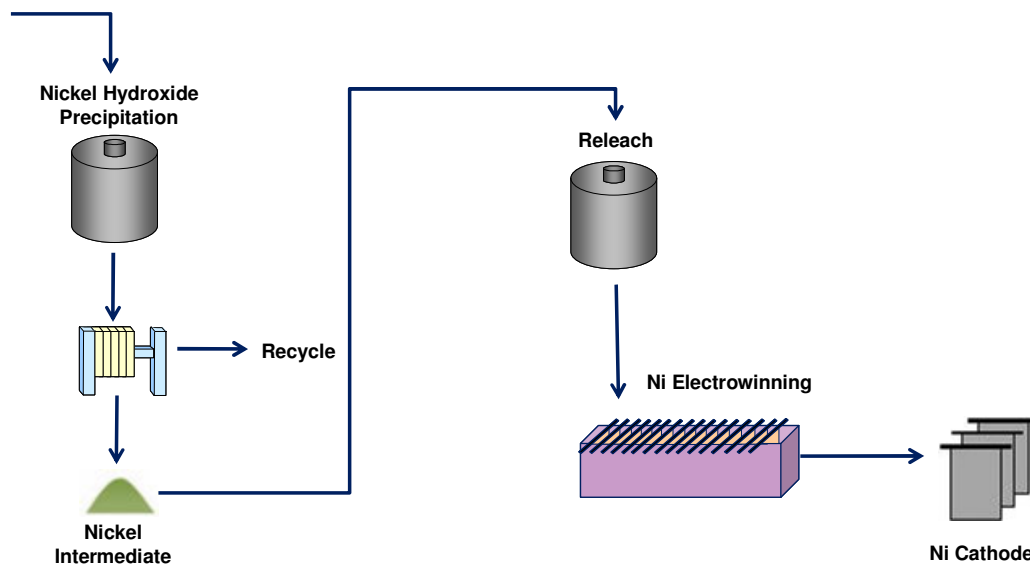 Nickel Hydroxide
Precipitation
Releach
Recycle
Ni Electrowinning
Nickel
Intermediate
Ni Cathode